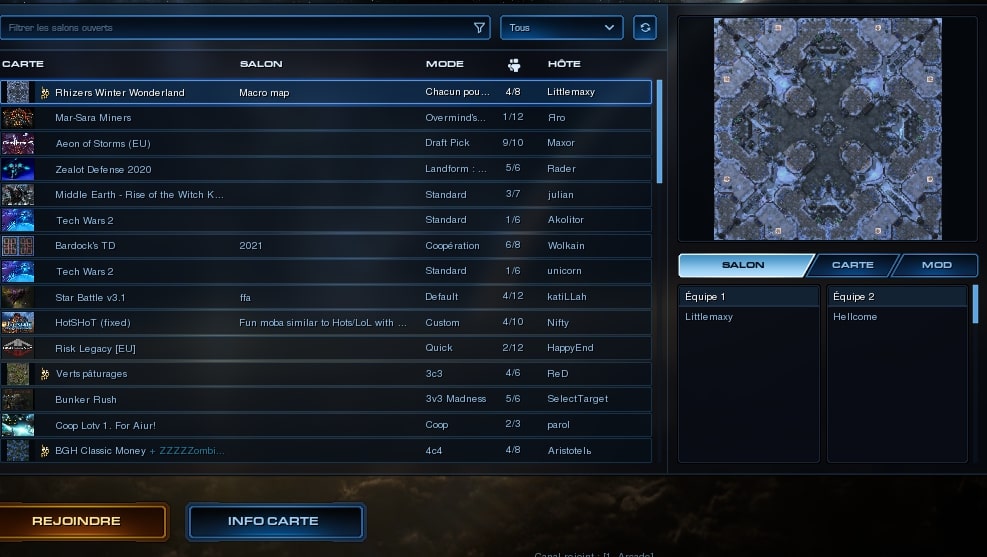 Filtrer les salons ouverts
Tous
CARTE SALON MODE HÔTE
Rhizers Winter Wonderland Macro map Chacun pou... 4/8 Littlemaxy
Mar-Sara Miners Overmind's... 1/12 Яro
Aeon of Storms (EU) Draft Pick 9/10 Maxor
Zealot Defense 2020 Landform : ... 5/6 Rader
Middle Earth - Rise of the Witch K... Standard 3/7 julian
Tech Wars 2 Standard 1/6 Akolitor
Bardock's TD 2021 Coopération 6/8 Wolkain
Tech Wars 2 Standard 1/6 unicorn
Star Battle v3.1 ffa Default 4/12 katiLLah
HotSHoT (fixed) Fun moba similar to Hots/LoL with ... Custom 4/10 Nifty
Risk Legacy [EU] Quick 2/12 HappyEnd
Verts pâturages 3c3 4/6 ReD
Bunker Rush 3v3 Madness 5/6 SelectTarget
Coop Lotv 1. For Aiur! Coop 2/3 parol
BGH Classic Money + ZZZZZombi... 4c4 4/8 Aristotelь
SALON CARTE MOD
Équipe 1 Équipe 2
Littlemaxy Hellcome
REJOINDRE INFO CARTE
Canal rejoint : [1. Arcade]